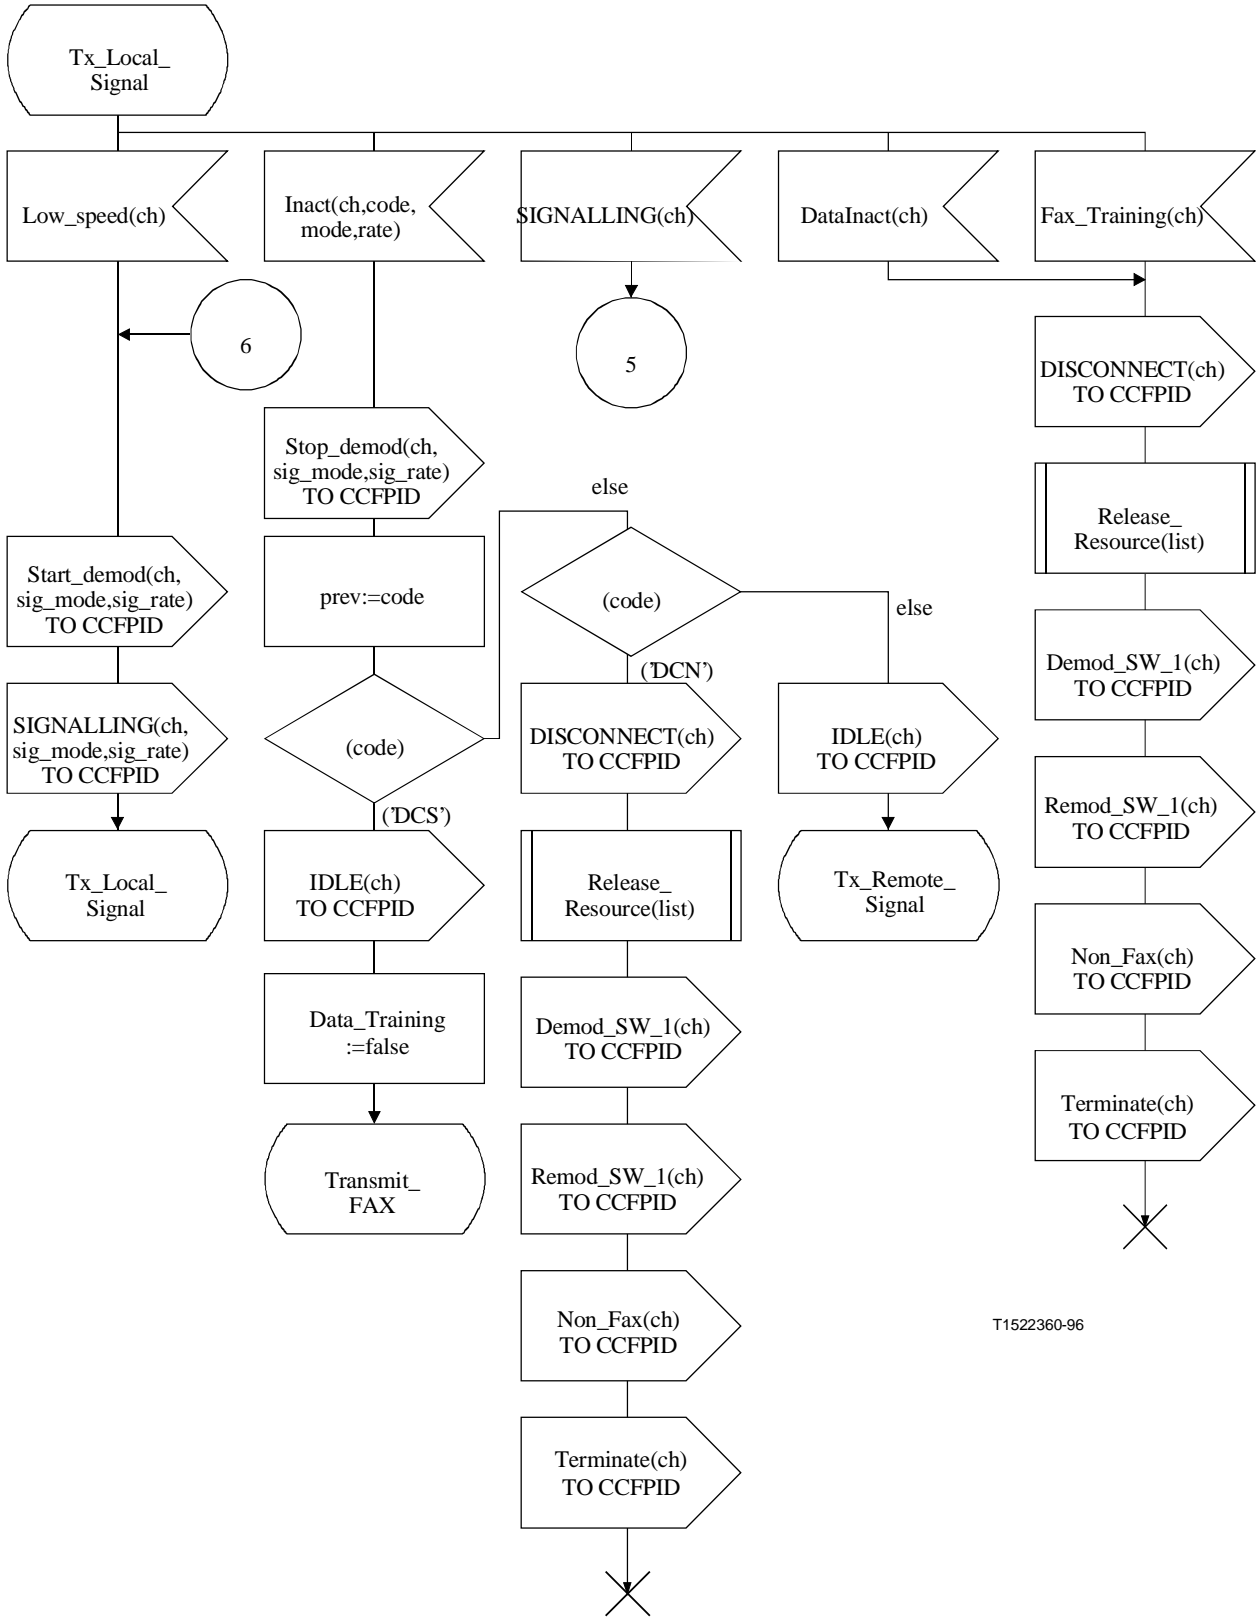 Tx_Local_
Signal
Low_speed(ch)
Inact(ch,code,
mode,rate)
SIGNALLING(ch)
DataInact(ch)
Fax_Training(ch)
6
5
DISCONNECT(ch)
TO CCFPID
Stop_demod(ch,
sig_mode,sig_rate)
TO CCFPID
else
Release_
Resource(list)
Start_demod(ch,
sig_mode,sig_rate)
TO CCFPID
prev:=code
(code)
else
Demod_SW_1(ch)
TO CCFPID
('DCN')
SIGNALLING(ch,
sig_mode,sig_rate)
TO CCFPID
(code)
DISCONNECT(ch)
TO CCFPID
IDLE(ch)
TO CCFPID
Remod_SW_1(ch)
TO CCFPID
('DCS')
Tx_Local_
Signal
IDLE(ch)
TO CCFPID
Release_
Resource(list)
Tx_Remote_
Signal
Non_Fax(ch)
TO CCFPID
Data_Training
:=false
Demod_SW_1(ch)
TO CCFPID
Terminate(ch)
TO CCFPID
Transmit_
FAX
Remod_SW_1(ch)
TO CCFPID
Non_Fax(ch)
TO CCFPID
T1522360-96
Terminate(ch)
TO CCFPID